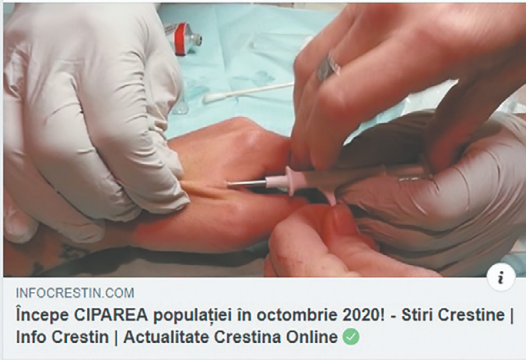 INFOCRESTIN.COM
Începe CIPAREA populației în octombrie 2020! - Stiri Crestine |
Info Crestin | Actualitate Crestina Online